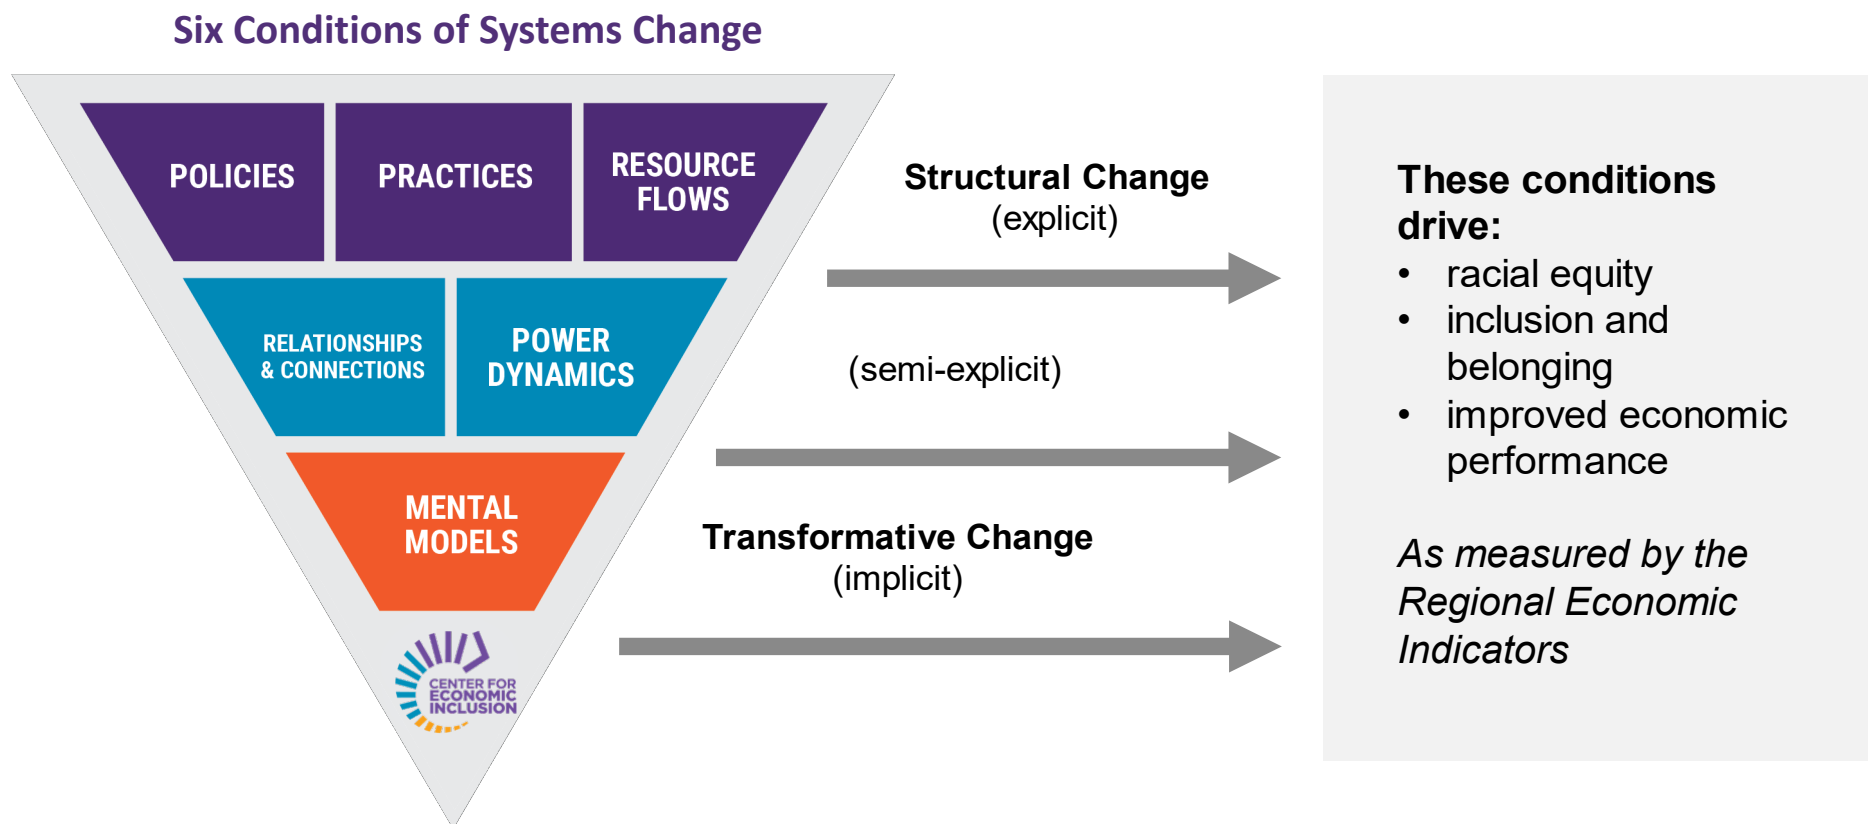 Six Conditions of Systems Change
POLICIES
PRACTICES
RESOURCE
FLOWS
RELATIONSHIPS
& CONNECTIONS
POWER
DYNAMICS
MENTAL
MODELS
CENTER FOR
ECONOMIC
INCLUSION
Structural Change
(explicit)
(semi-explicit)
Transformative Change
(implicit)
These conditions
drive:
• racial equity
• inclusion and
belonging
• improved economic
performance
As measured by the
Regional Economic
Indicators